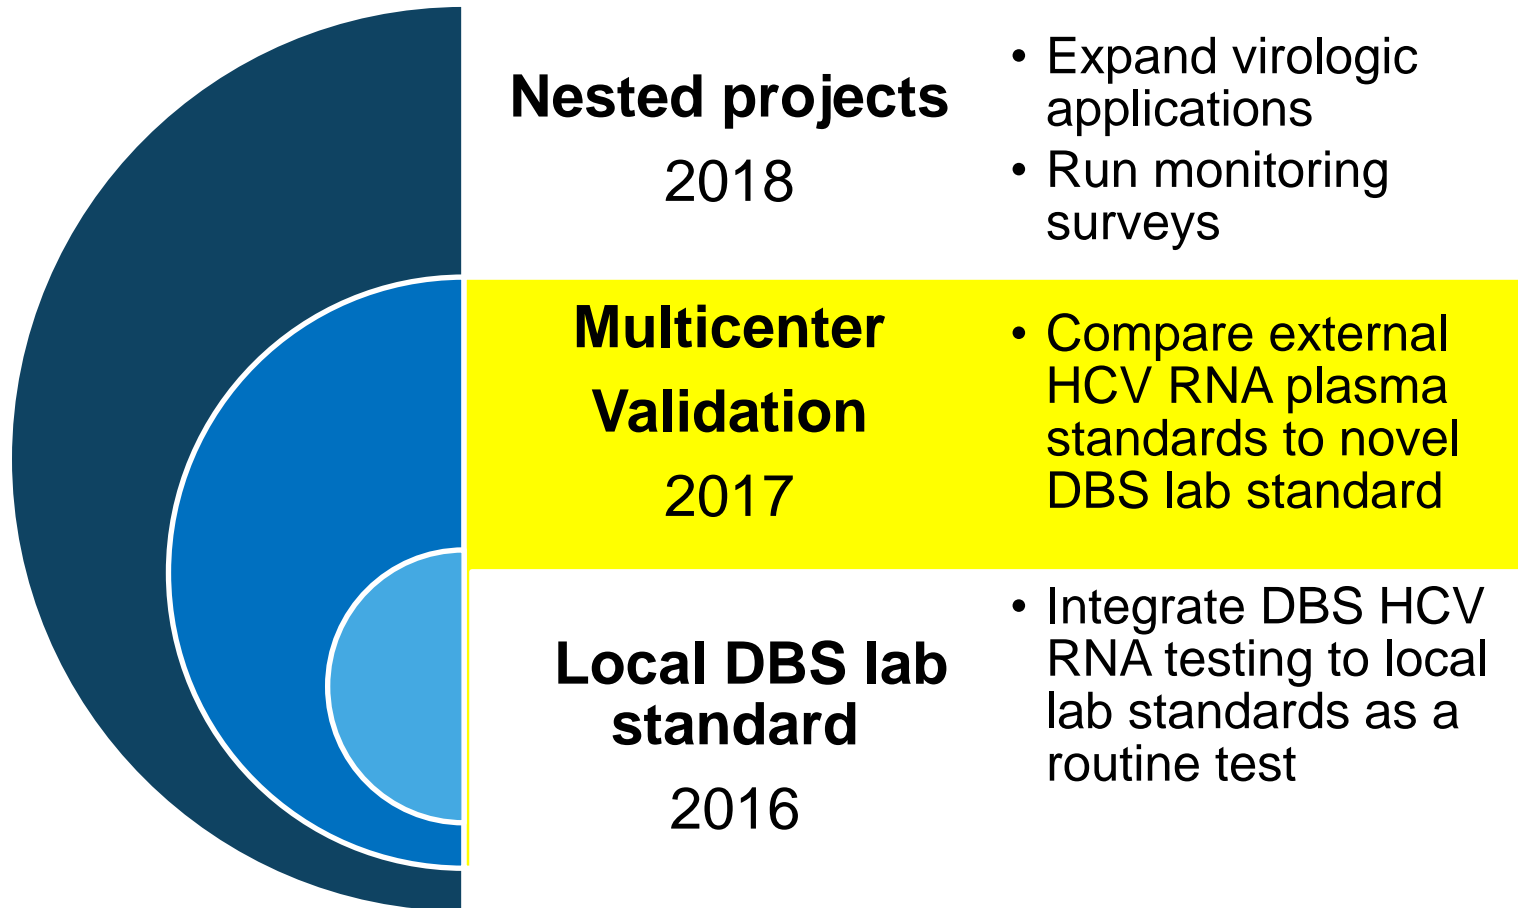 Nested projects
2018
• Expand virologic
applications
• Run monitoring
surveys
Multicenter
Validation
2017
• Compare external
HCV RNA plasma
standards to novel
DBS lab standard
Local DBS lab
standard
2016
• Integrate DBS HCV
RNA testing to local
lab standards as a
routine test